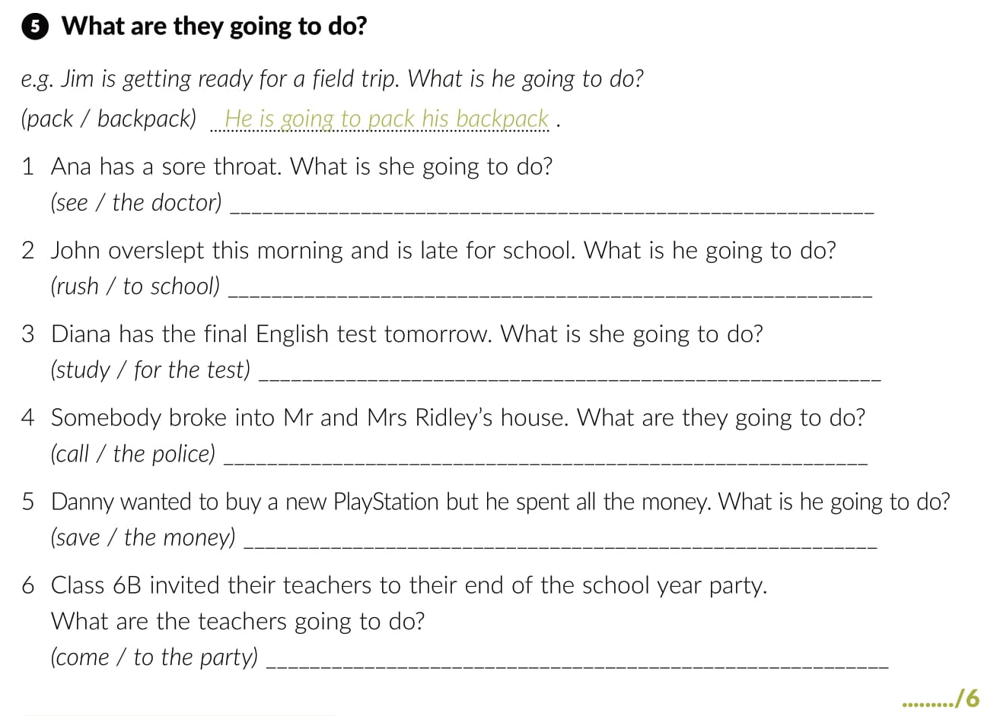 5 What are they going to do?
e.g. Jim is getting ready for a field trip. What is he going to do?
(pack / backpack) He is going to pack his backpack .
1 Ana has a sore throat. What is she going to do?
(see / the doctor) ____________________
2 John overslept this morning and is late for school. What is he going to do?
(rush / to school) ____________________
3 Diana has the final English test tomorrow. What is she going to do?
(study / for the test) ____________________
4 Somebody broke into Mr and Mrs Ridley’s house. What are they going to do?
(call / the police) ____________________
5 Danny wanted to buy a new PlayStation but he spent all the money. What is he going to do?
(save / the money) ____________________
6 Class 6B invited their teachers to their end of the school year party.
What are the teachers going to do?
(come / to the party) ____________________
........../6